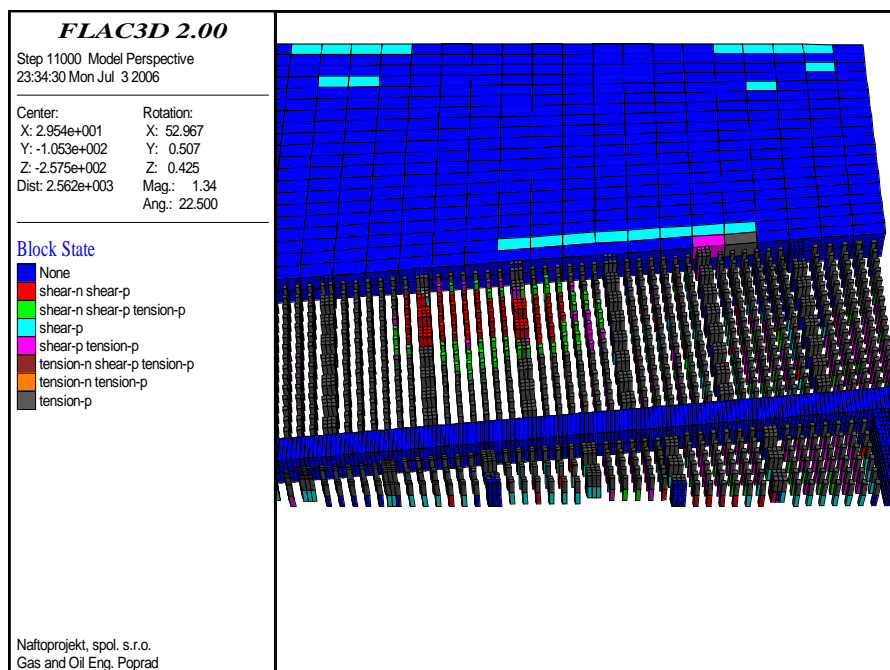 FLAC3D 2.00
Step 11000 Model Perspective
23:34:30 Mon Jul 3 2006
Center:
X: 2.954e+001
Y: -1.053e+002
Z: -2.575e+002
Dist: 2.562e+003
Rotation:
X: 52.967
Y: 0.507
Z: 0.425
Mag.: 1.34
Ang.: 22.500
Block State
None
shear-n shear-p
shear-n shear-p tension-p
shear-p
shear-p tension-p
tension-n shear-p tension-p
tension-n tension-p
tension-p
Naftoprojekt, spol. s.r.o.
Gas and Oil Eng. Poprad